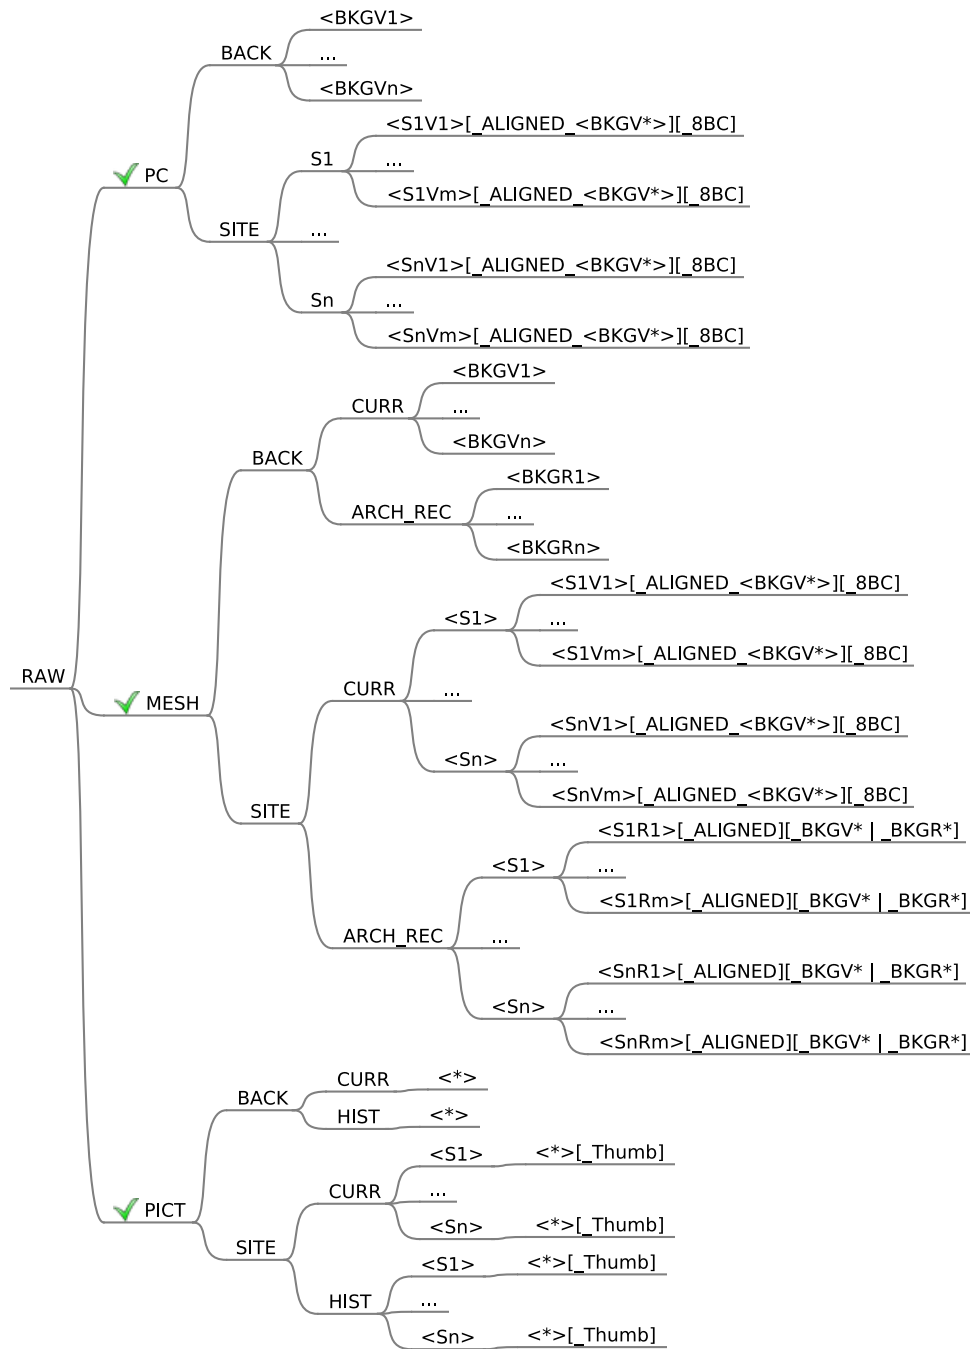 <BKGV1>
BACK
...
<BKGVn>
<S1V1>[_ALIGNED_<BKGV*>][_8BC]
S1
...
PC
<S1Vm>[_ALIGNED_<BKGV*>][_8BC]
SITE
...
<SnV1>[_ALIGNED_<BKGV*>][_8BC]
Sn
...
<SnVm>[_ALIGNED_<BKGV*>][_8BC]
<BKGV1>
CURR
...
<BKGVn>
BACK
<BKGR1>
ARCH_REC
...
<BKGRn>
<S1V1>[_ALIGNED_<BKGV*>][_8BC]
<S1>
...
<S1Vm>[_ALIGNED_<BKGV*>][_8BC]
RAW
MESH
CURR
...
<SnV1>[_ALIGNED_<BKGV*>][_8BC]
<Sn>
...
<SnVm>[_ALIGNED_<BKGV*>][_8BC]
SITE
<S1R1>[_ALIGNED][_BKGV* | _BKGR*]
<S1>
...
<S1Rm>[_ALIGNED][_BKGV* | _BKGR*]
ARCH_REC
...
<SnR1>[_ALIGNED][_BKGV* | _BKGR*]
<Sn>
...
<SnRm>[_ALIGNED][_BKGV* | _BKGR*]
CURR
<*>
BACK
HIST
<*>
<S1>
<*>[_Thumb]
CURR
...
PICT
<Sn>
<*>[_Thumb]
SITE
<S1>
<*>[_Thumb]
HIST
...
<Sn>
<*>[_Thumb]